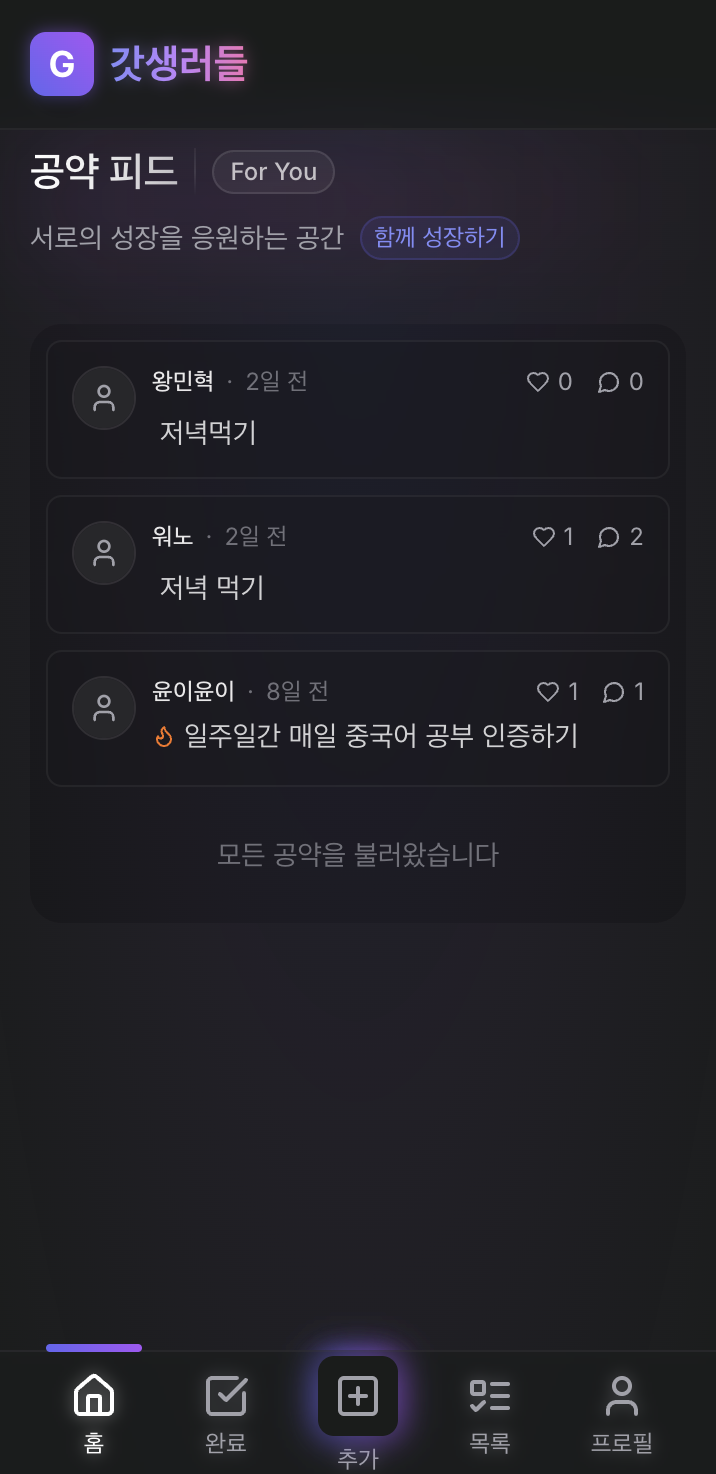 G 갓생러들
공약 피드 For You
서로의 성장을 응원하는 공간 함께 성장하기
왕민혁 · 2일 전 0 0
저녁먹기
워노 · 2일 전 1 2
저녁 먹기
윤이윤이 · 8일 전 1 1
일주일간 매일 중국어 공부 인증하기
모든 공약을 불러왔습니다
홈 완료 추가 목록 프로필